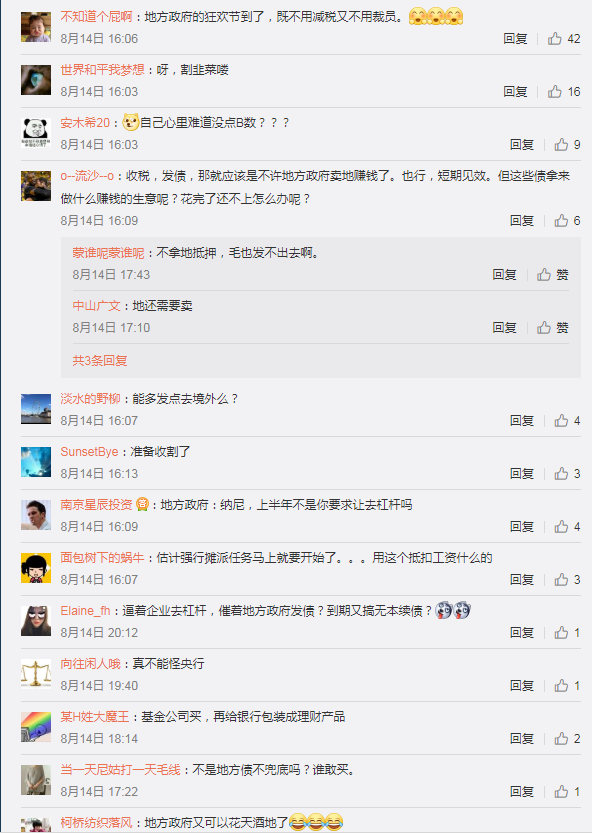 不知道个屁啊：地方政府的狂欢节到了，既不用减税又不用裁员。
8月14日 16:06 回复 42
世界和平我梦想：呀，割韭菜喽
8月14日 16:03 回复 16
安木希20：自己心里难道没点B数？？？
8月14日 16:03 回复 9
o--流沙--o：收税，发债，那就应该是不许地方政府卖地赚钱了。也行，短期见效。但这些债拿来
做什么赚钱的生意呢？花完了还不上怎么办呢？
8月14日 16:09 回复 6
蒙谁呢蒙谁呢：不拿地抵押，毛也发不出去啊。
8月14日 17:43 回复 赞
中山广文：地还需要卖
8月14日 17:10 回复 赞
共3条回复
淡水的野柳：能多发点去境外么？
8月14日 16:07 回复 4
SunsetBye：准备收割了
8月14日 16:13 回复 3
南京星辰投资：地方政府：纳尼，上半年不是你要求让去杠杆吗
8月14日 16:09 回复 4
面包树下的蜗牛：估计强行摊派任务马上就要开始了。。。用这个抵扣工资什么的
8月14日 16:07 回复 3
Elaine_fh：逼着企业去杠杆，催着地方政府发债？到期又搞无本续债？
8月14日 20:12 回复 1
向往闲人哦：真不能怪央行
8月14日 19:40 回复 1
某H姓大魔王：基金公司买，再给银行包装成理财产品
8月14日 18:14 回复 2
当一天尼姑打一天毛线：不是地方债不兜底吗？谁敢买。
8月14日 17:22 回复 1
柯桥纺织落风：地方政府又可以花天酒地了